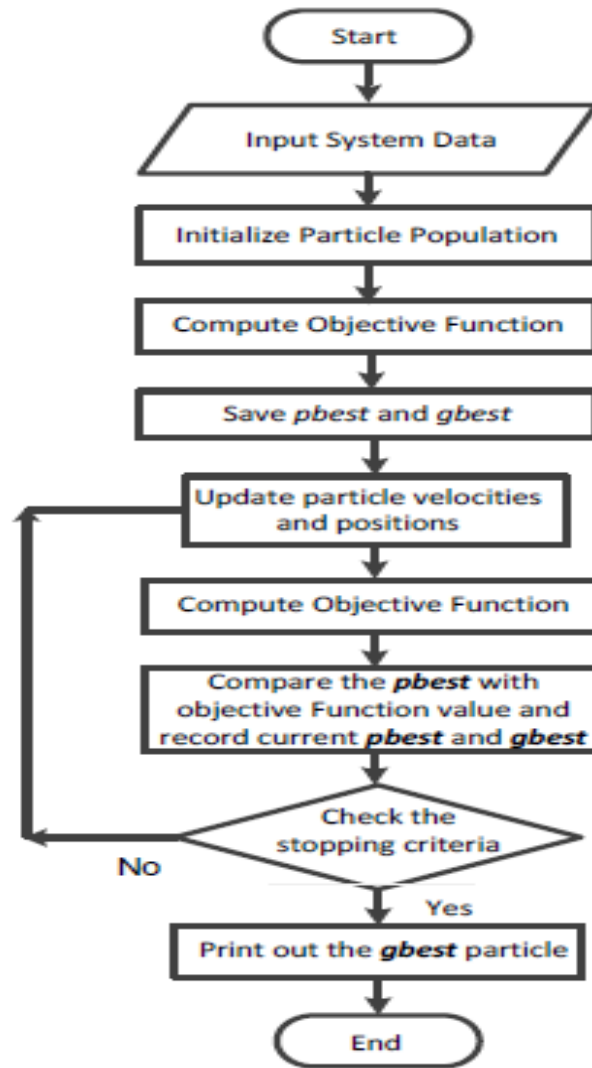 Start
Input System Data
Initialize Particle Population
Compute Objective Function
Save pbest and gbest
Update particle velocities
and positions
Compute Objective Function
Compare the pbest with
objective Function value and
record current pbest and gbest
Check the
stopping criteria
No
Yes
Print out the gbest particle
End